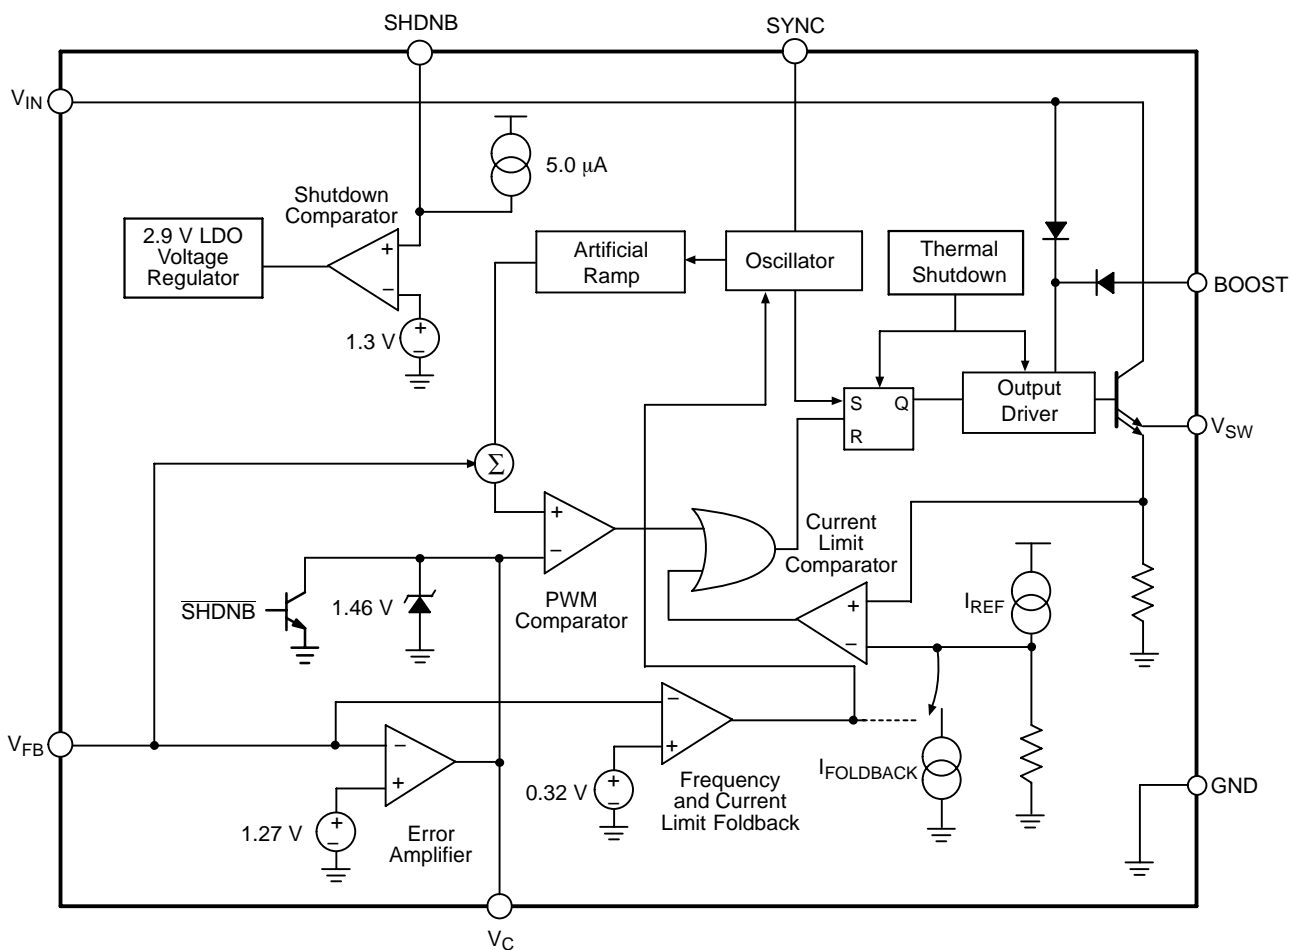 SHDNB
SYNC
V_IN
5.0 μA
Shutdown
Comparator
+
−
2.9 V LDO
Voltage
Regulator
Artificial
Ramp
Oscillator
Thermal
Shutdown
BOOST
1.3 V
+
−
S
Q
R
Output
Driver
V_SW
Σ
+
−
PWM
Comparator
Current
Limit
Comparator
+
−
SHDNB
1.46 V
I_REF
V_FB
−
+
−
+
0.32 V
+
−
Frequency
and Current
Limit Foldback
I_FOLDBACK
GND
1.27 V
+
−
Error
Amplifier
V_C